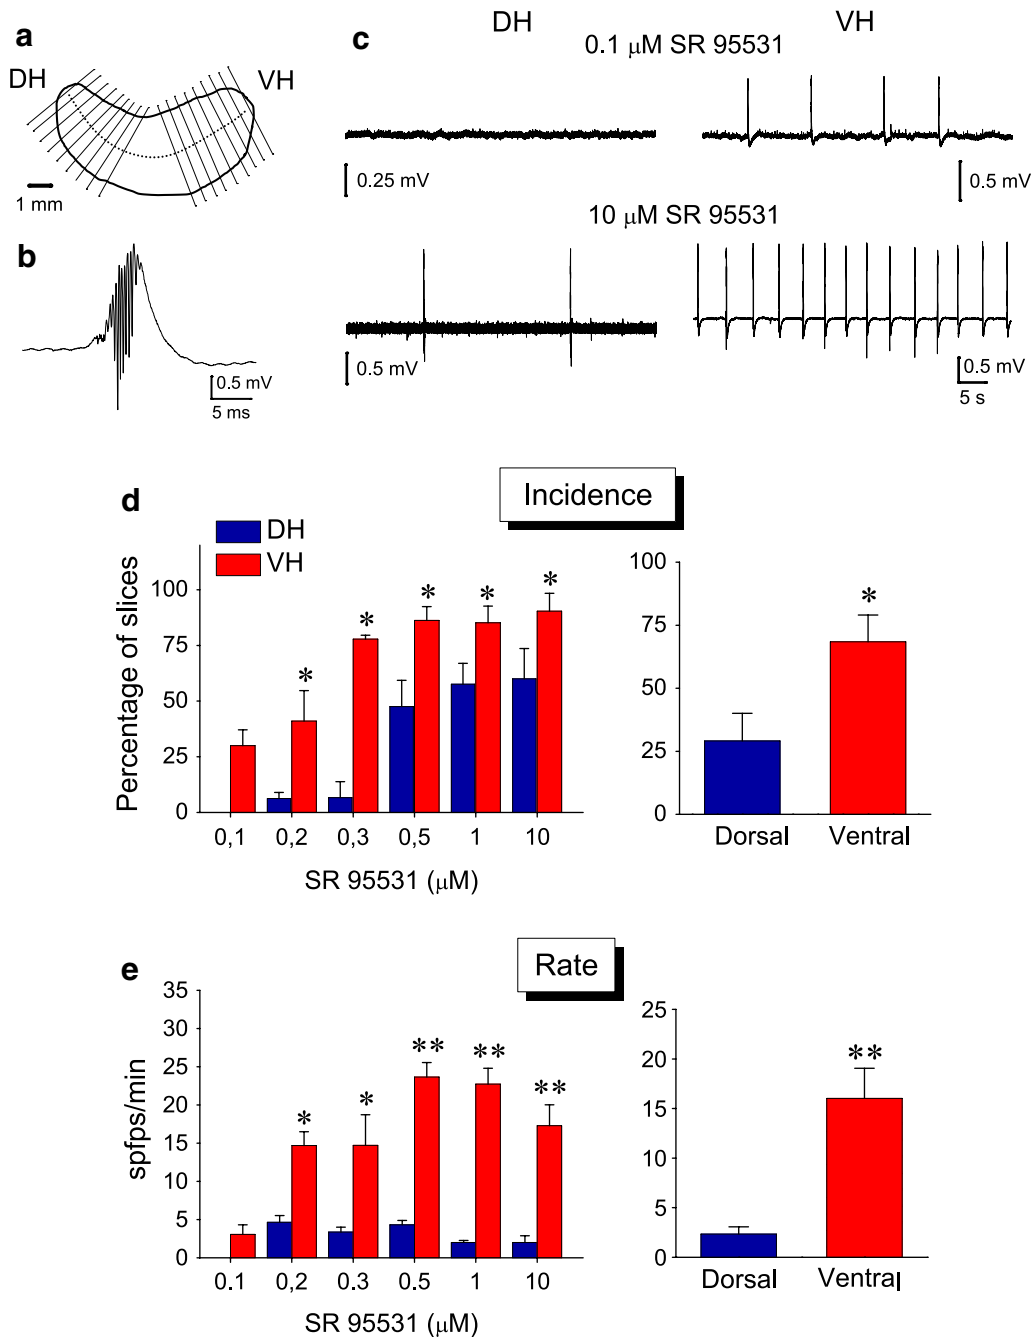 a
DH
VH
1 mm
b
0.5 mV
5 ms
c
DH
VH
0.1 μM SR 95531
0.25 mV
0.5 mV
10 μM SR 95531
0.5 mV
0.5 mV
5 s
d
Incidence
DH
VH
Percentage of slices
100
75
50
25
0
* * * * *
0,1 0,2 0,3 0,5 1 10
SR 95531 (μM)
100
75
50
25
0
*
Dorsal Ventral
e
Rate
spfps/min
35
30
25
20
15
10
5
0
* * ** ** **
0.1 0,2 0.3 0.5 1 10
SR 95531 (μM)
25
20
15
10
5
0
**
Dorsal Ventral